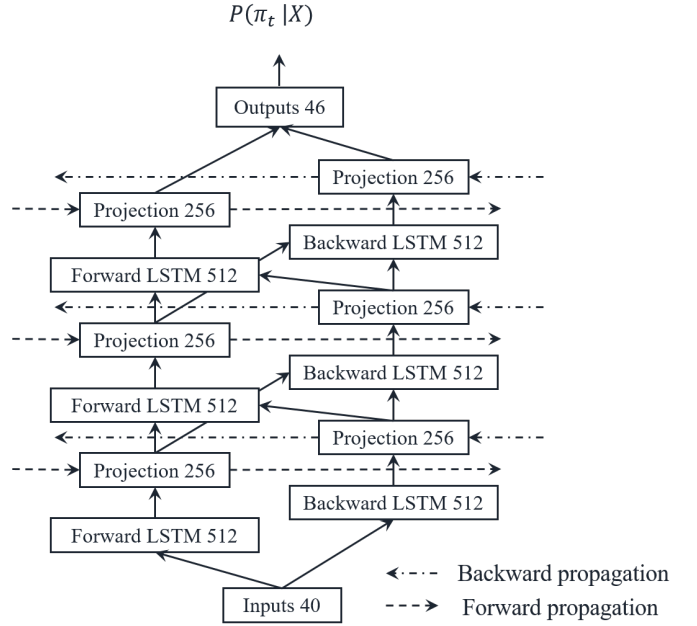 P(π_t |X)
Outputs 46
Projection 256
Projection 256
Backward LSTM 512
Forward LSTM 512
Projection 256
Projection 256
Backward LSTM 512
Forward LSTM 512
Projection 256
Projection 256
Backward LSTM 512
Forward LSTM 512
Backward propagation
Inputs 40
Forward propagation